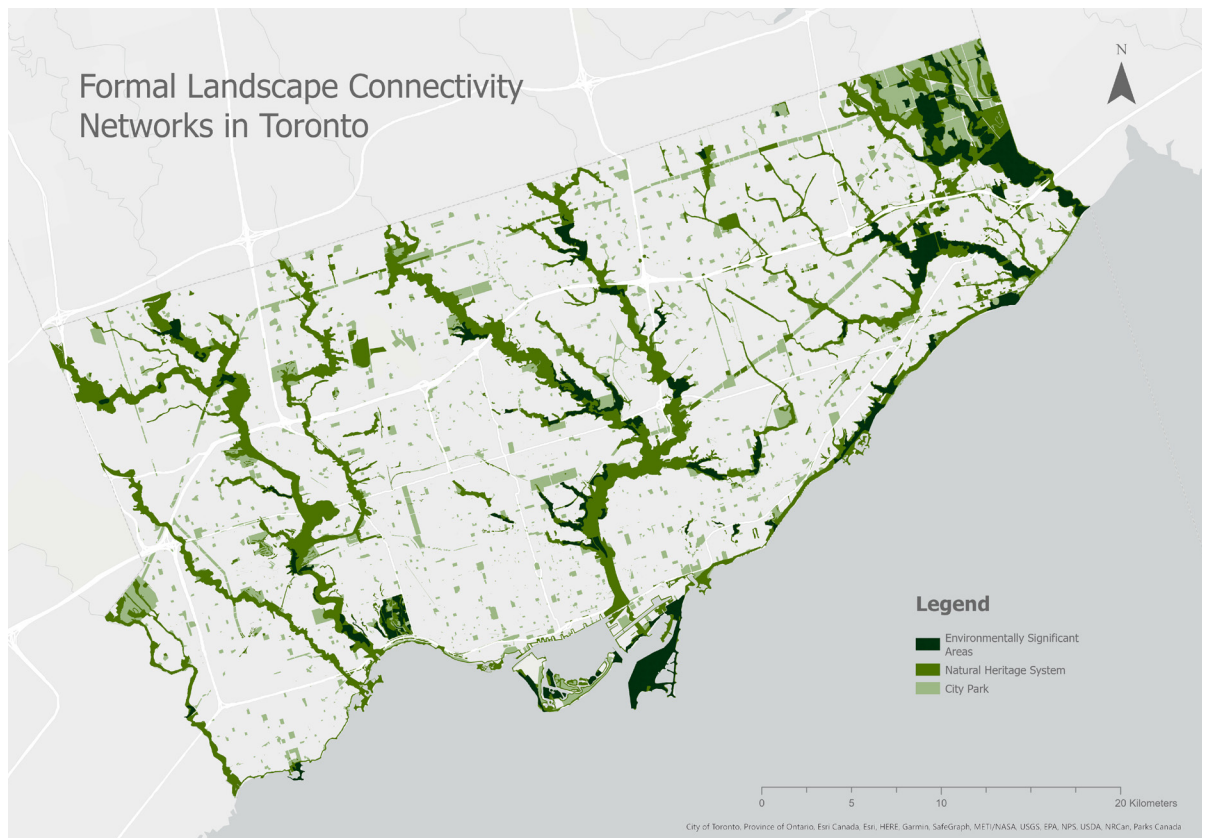 Formal Landscape Connectivity
Networks in Toronto
N
Legend
Environmentally Significant
Areas
Natural Heritage System
City Park
0 5 10 20 Kilometers
City of Toronto, Province of Ontario, Esri Canada, Esri, HERE, Garmin, SafeGraph, METI/NASA, USGS, EPA, NPS, USDA, NRCan, Parks Canada